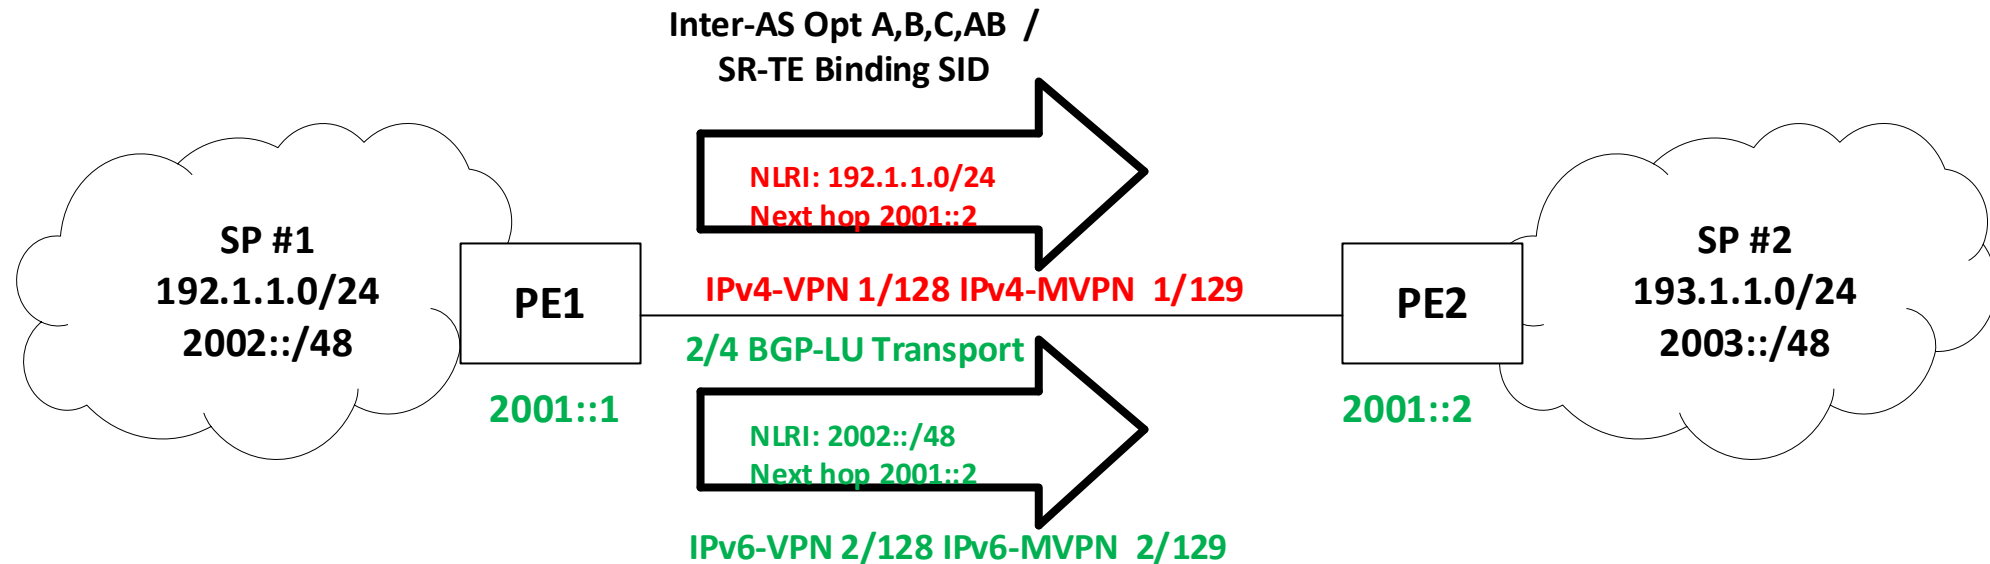 Inter-AS Opt A,B,C,AB /
SR-TE Binding SID
NLRI: 192.1.1.0/24
Next hop 2001::2
SP #1
192.1.1.0/24
2002::/48
PE1
IPv4-VPN 1/128 IPv4-MVPN 1/129
PE2
SP #2
193.1.1.0/24
2003::/48
2/4 BGP-LU Transport
2001::1
2001::2
NLRI: 2002::/48
Next hop 2001::2
IPv6-VPN 2/128 IPv6-MVPN 2/129